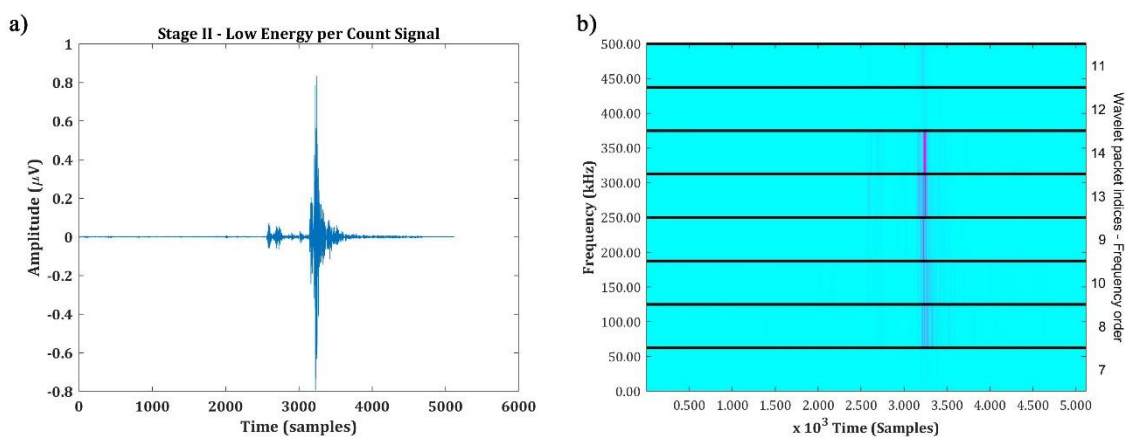 a)
Stage II - Low Energy per Count Signal
1
0.8
0.6
0.4
0.2
0
-0.2
-0.4
-0.6
-0.8
Amplitude (μV)
0 1000 2000 3000 4000 5000 6000
Time (samples)
b)
500.00
450.00
400.00
350.00
300.00
250.00
200.00
150.00
100.00
50.00
0.00
Frequency (kHz)
0.500 1.000 1.500 2.000 2.500 3.000 3.500 4.000 4.500 5.000
x 10³ Time (Samples)
11
12
14
13
9
10
8
7
Wavelet packet indices - Frequency order